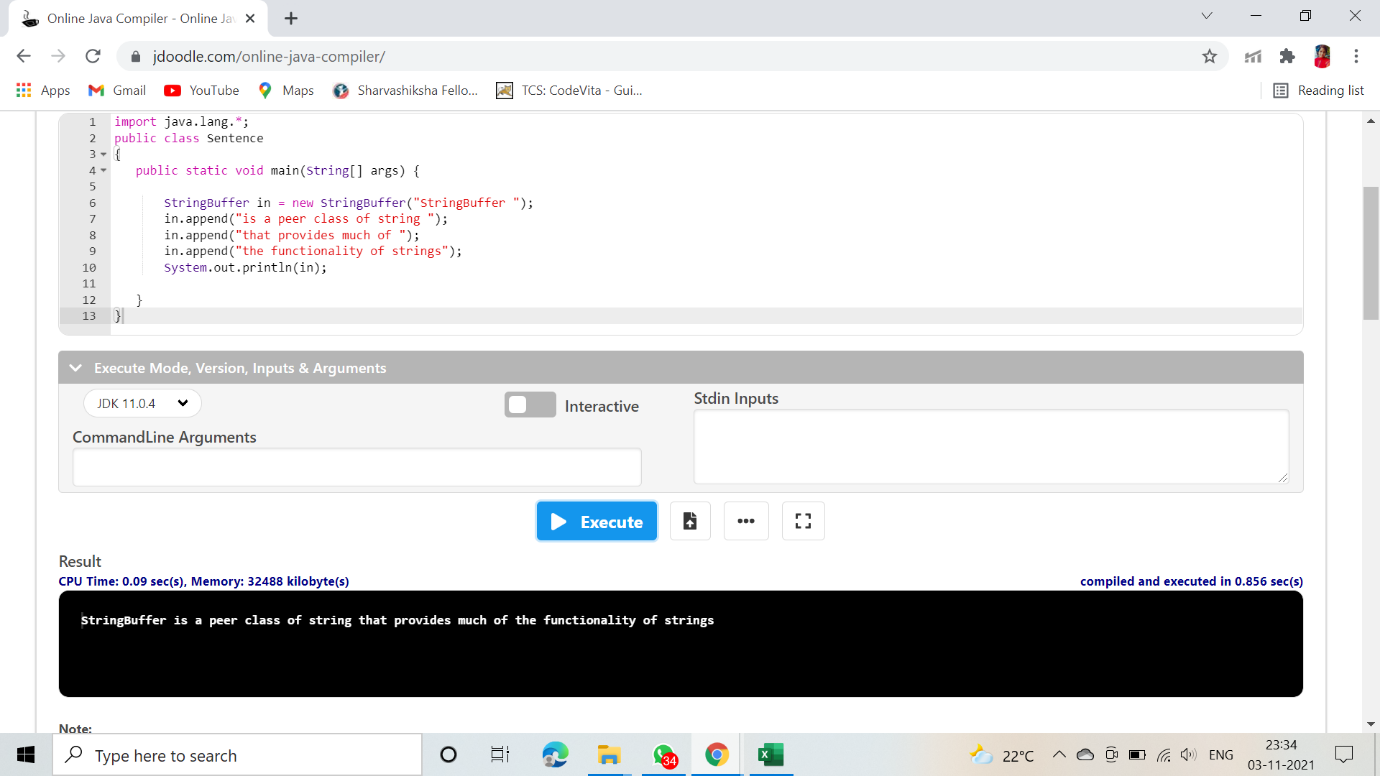 Online Java Compiler - Online Ja
jdoodle.com/online-java-compiler/
Apps Gmail YouTube Maps Sharvashiksha Fello... TCS: CodeVita - Gui... Reading list
1 import java.lang.*;
2 public class Sentence
3 {
4 public static void main(String[] args) {
5
6 StringBuffer in = new StringBuffer("StringBuffer ");
7 in.append("is a peer class of string ");
8 in.append("that provides much of ");
9 in.append("the functionality of strings");
10 System.out.println(in);
11
12 }
13 }
Execute Mode, Version, Inputs & Arguments
JDK 11.0.4 Interactive Stdin Inputs
CommandLine Arguments
Execute
Result
CPU Time: 0.09 sec(s), Memory: 32488 kilobyte(s) compiled and executed in 0.856 sec(s)
StringBuffer is a peer class of string that provides much of the functionality of strings
Note:
Type here to search 34 22°C ENG 23:34
03-11-2021